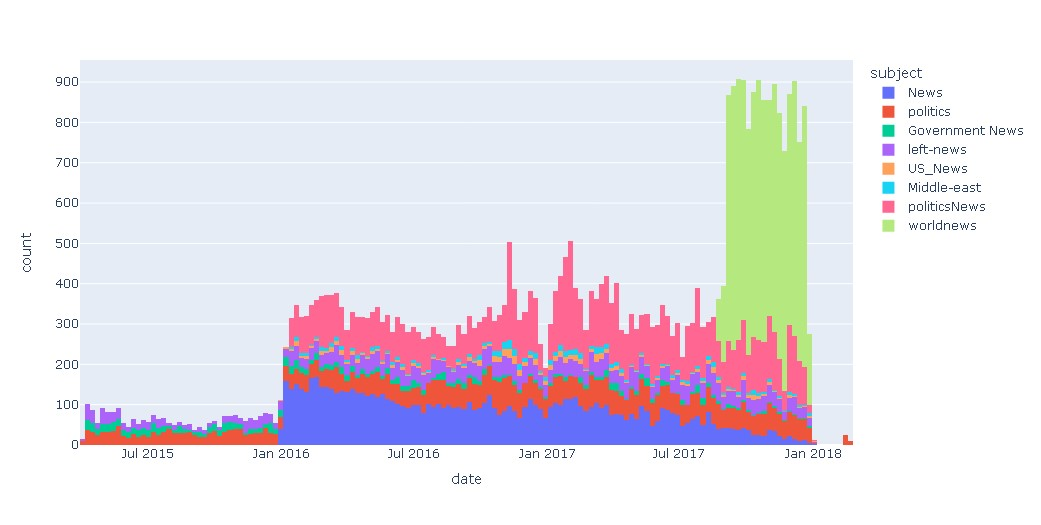 subject
News
politics
Government News
left-news
US_News
Middle-east
politicsNews
worldnews
count
900
800
700
600
500
400
300
200
100
0
Jul 2015
Jan 2016
Jul 2016
Jan 2017
Jul 2017
Jan 2018
date